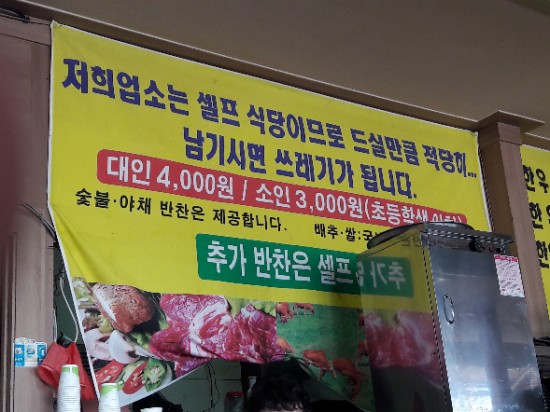 저희업소는 셀프 식당이므로 드실만큼 적당히...
남기시면 쓰레기가 됩니다.
대인 4,000원 / 소인 3,000원(초등학생 이하)
숯불·야채 반찬은 제공합니다. 배추·쌀:국
추가 반찬은 셀프
한우
한